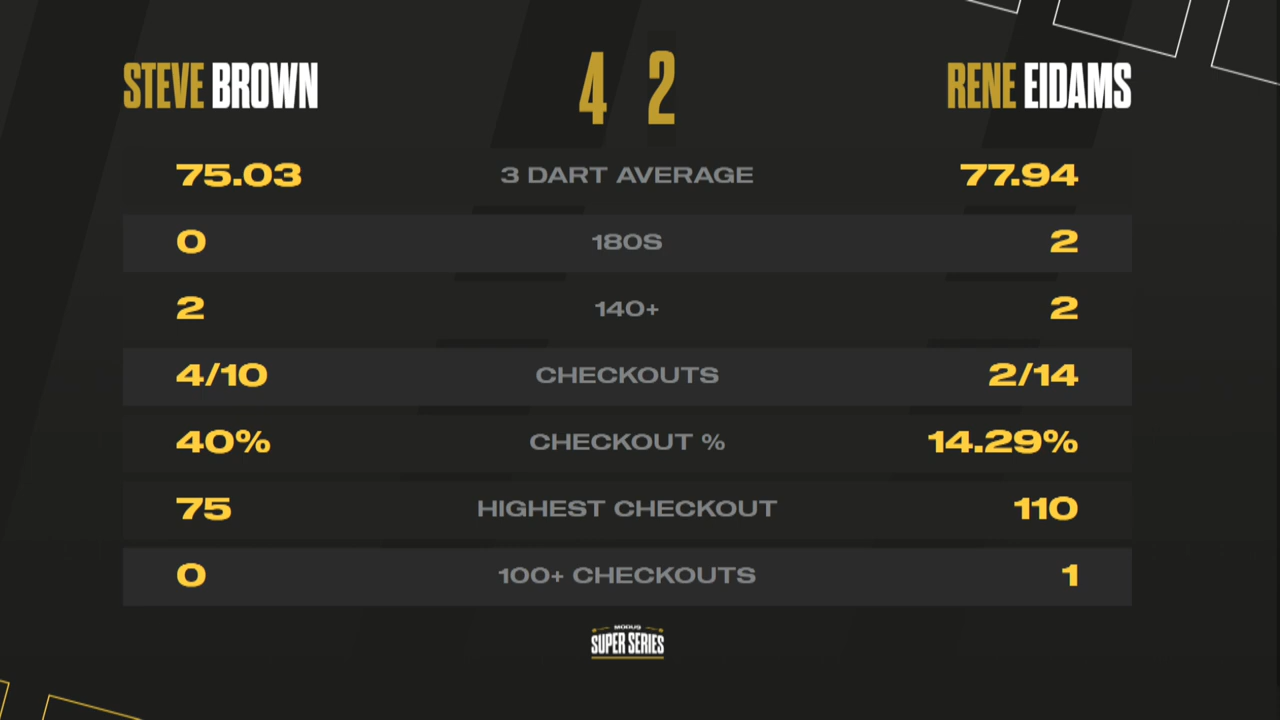 STEVE BROWN 4 2 RENE EIDAMS
75.03 3 DART AVERAGE 77.94
0 180S 2
2 140+ 2
4/10 CHECKOUTS 2/14
40% CHECKOUT % 14.29%
75 HIGHEST CHECKOUT 110
0 100+ CHECKOUTS 1
MODUS
SUPER SERIES